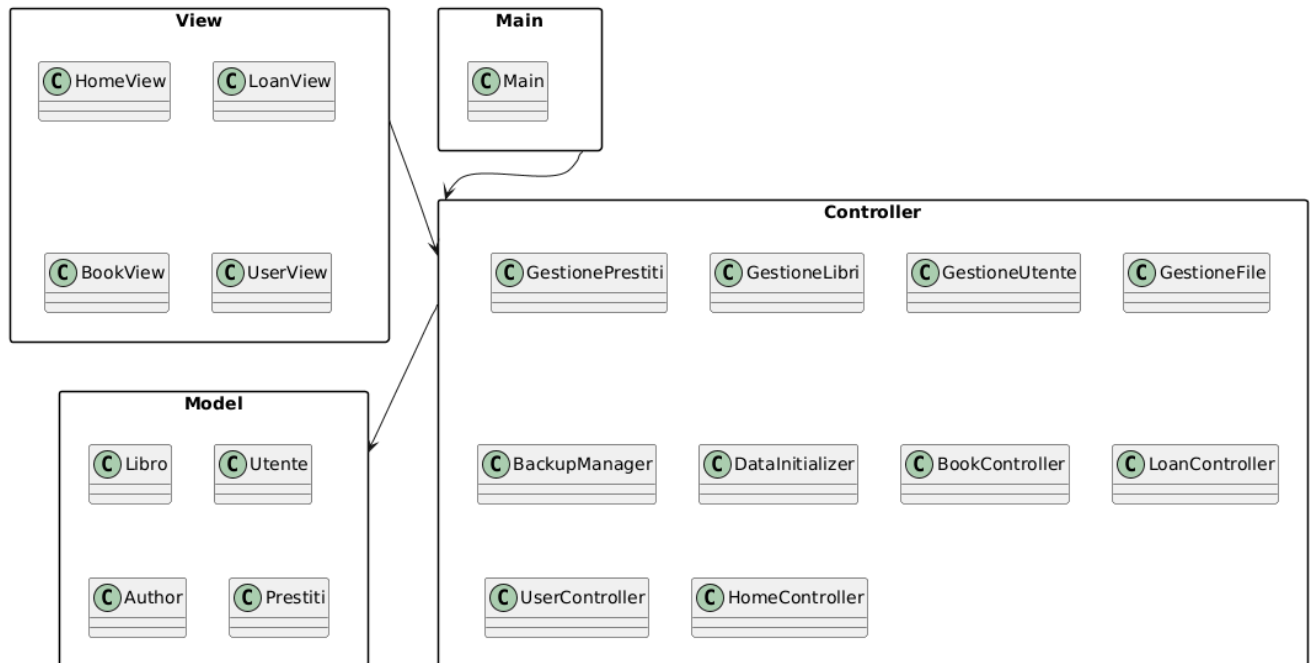 View
C HomeView
C LoanView
C BookView
C UserView
Main
C Main
Controller
C GestionePrestiti
C GestioneLibri
C GestioneUtente
C GestioneFile
C BackupManager
C DataInitializer
C BookController
C LoanController
C UserController
C HomeController
Model
C Libro
C Utente
C Author
C Prestiti